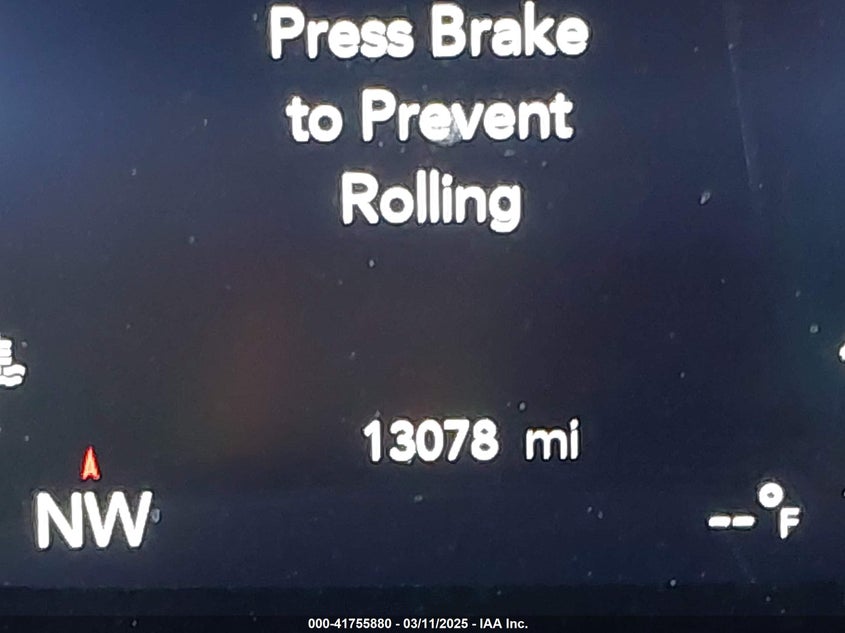 Press Brake
to Prevent
Rolling
13078 mi
NW
--°F
000-41755880 - 03/11/2025 - IAA Inc.